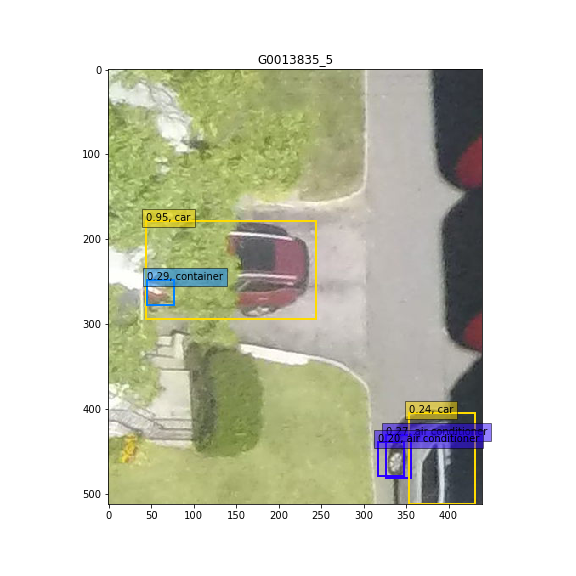 G0013835_5
0
100
200
300
400
500
0.95, car
0.29, container
0.24, car
0.27, air conditioner
0.20, air conditioner
0
50
100
150
200
250
300
350
400